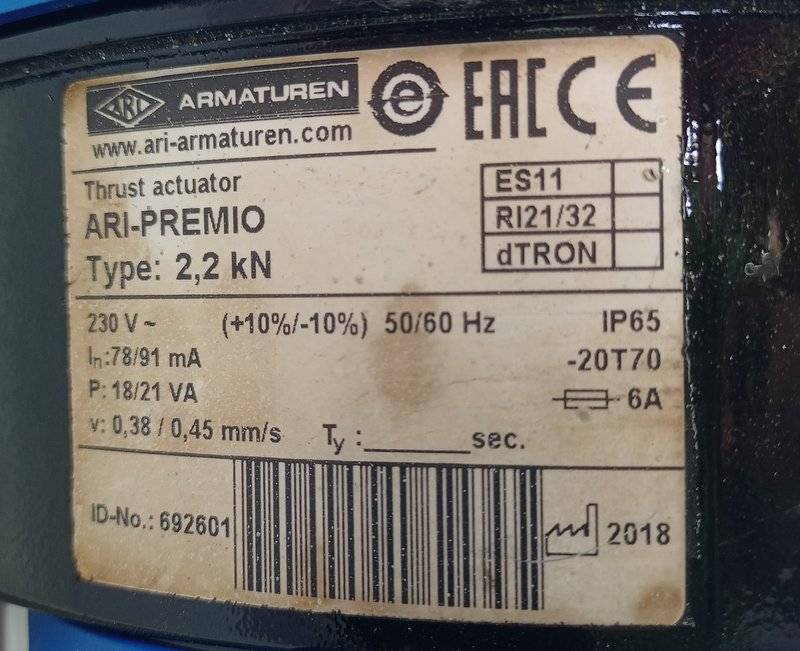 ARI ARMATUREN
EAC CE
www.ari-armaturen.com
Thrust actuator
ARI-PREMIO
Type: 2,2 kN
ES11
RI21/32
dTRON
230 V ~ (+10%/-10%) 50/60 Hz IP65
In:78/91 mA -20T70
P: 18/21 VA 6A
v: 0,38 / 0,45 mm/s Ty :______sec.
ID-No.: 692601 2018